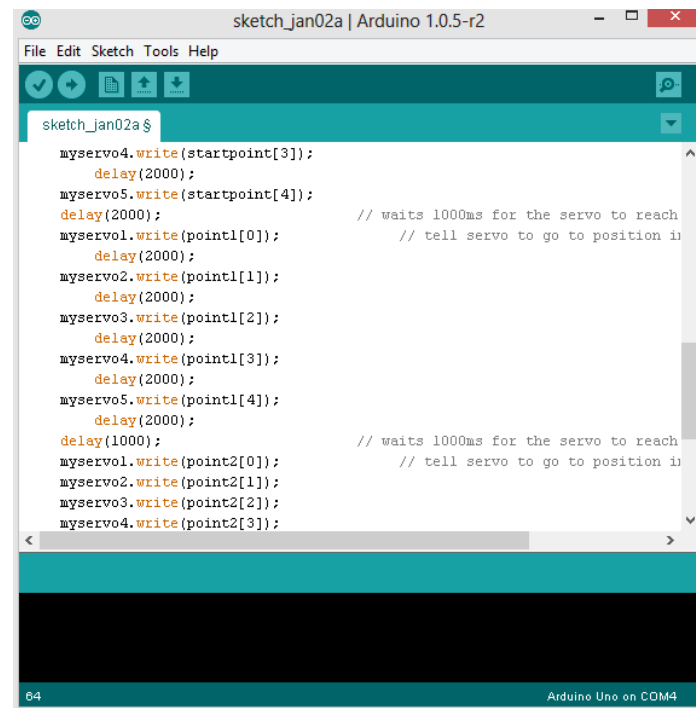 sketch_jan02a | Arduino 1.0.5-r2
File Edit Sketch Tools Help
sketch_jan02a §
myservo4.write(startpoint[3]);
delay(2000);
myservo5.write(startpoint[4]);
delay(2000); // waits 1000ms for the servo to reach
myservo1.write(point1[0]); // tell servo to go to position in
delay(2000);
myservo2.write(point1[1]);
delay(2000);
myservo3.write(point1[2]);
delay(2000);
myservo4.write(point1[3]);
delay(2000);
myservo5.write(point1[4]);
delay(2000);
delay(1000); // waits 1000ms for the servo to reach
myservo1.write(point2[0]); // tell servo to go to position in
myservo2.write(point2[1]);
myservo3.write(point2[2]);
myservo4.write(point2[3]);
64 Arduino Uno on COM4